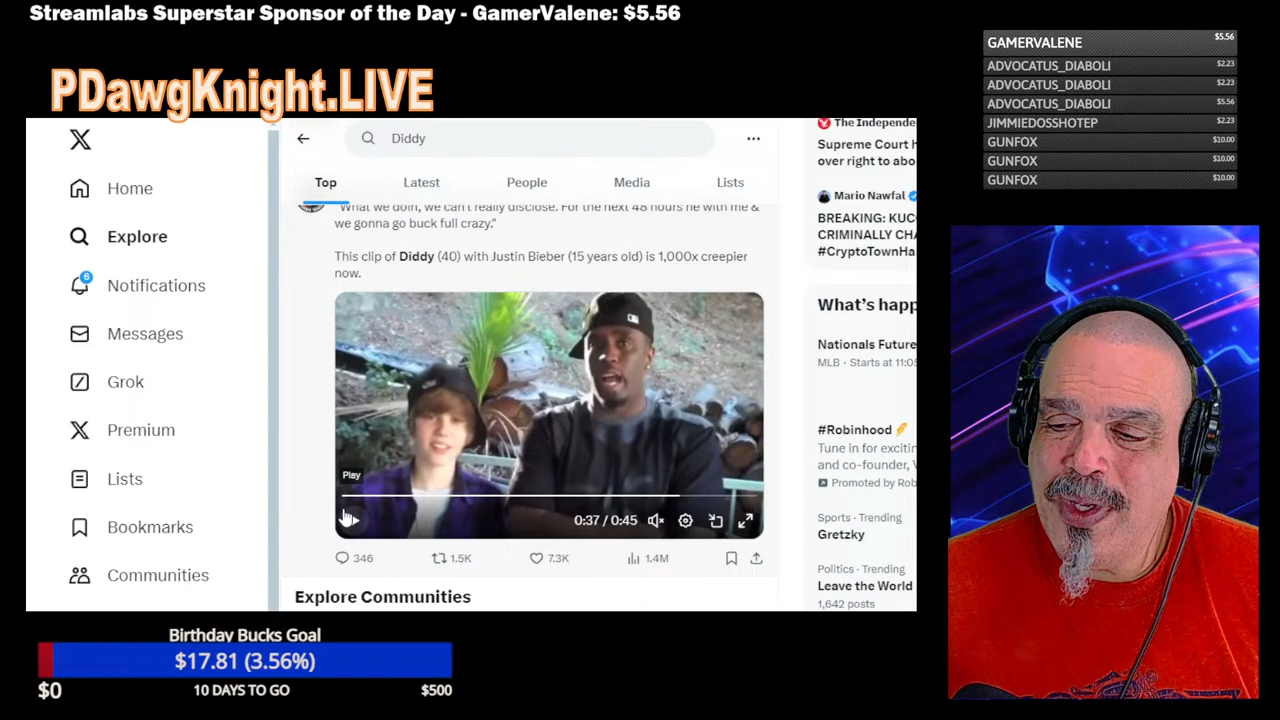 Streamlabs Superstar Sponsor of the Day - GamerValene: $5.56
PDawgKnight.LIVE
GAMERVALENE $5.56
ADVOCATUS_DIABOLI $2.23
ADVOCATUS_DIABOLI $2.23
ADVOCATUS_DIABOLI $5.56
JIMMIEDOSSHOTEP $2.23
GUNFOX $10.00
GUNFOX $10.00
GUNFOX $10.00
Home
Explore
6
Notifications
Messages
Grok
Premium
Lists
Bookmarks
Communities
Diddy
Top Latest People Media Lists
"What we doin, we can't really disclose. For the next 48 hours he with me &
we gonna go buck full crazy."
This clip of Diddy (40) with Justin Bieber (15 years old) is 1,000x creepier
now.
Play
0:37 / 0:45
346 1.5K 7.3K 1.4M
Explore Communities
The Independe
Supreme Court h
over right to abo
Mario Nawfal
BREAKING: KUC
CRIMINALLY CHA
#CryptoTownHa
What's happ
Nationals Future
MLB · Starts at 11:05
#Robinhood
Tune in for excitin
and co-founder, V
Promoted by Rob
Sports · Trending
Gretzky
Politics · Trending
Leave the World
1,642 posts
Birthday Bucks Goal
$17.81 (3.56%)
$0 10 DAYS TO GO $500